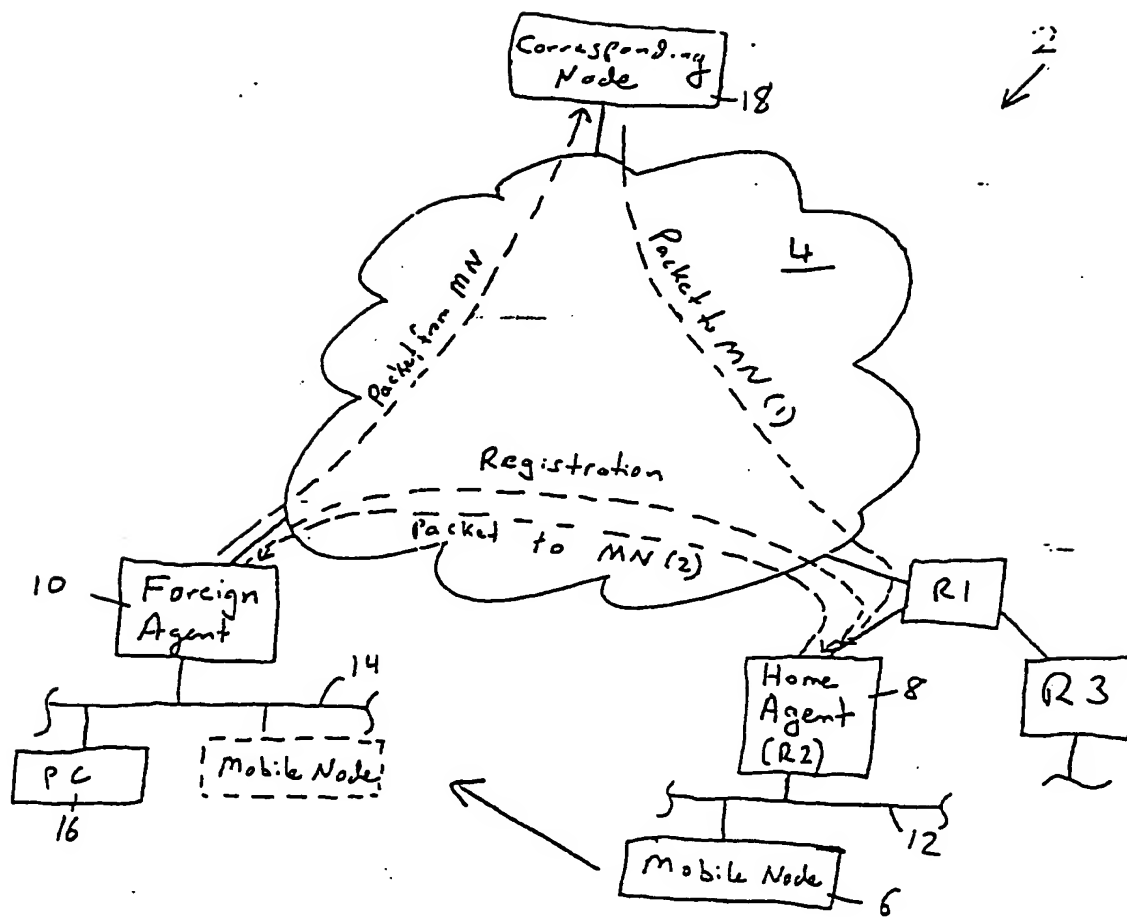 Corresponding
Node
18
2
4
Packet from MN
Packet to MN (1)
Registration
Packet to MN (2)
10
Foreign
Agent
R1
14
Home
Agent
(R2)
8
R3
PC
16
Mobile Node
12
Mobile Node
6